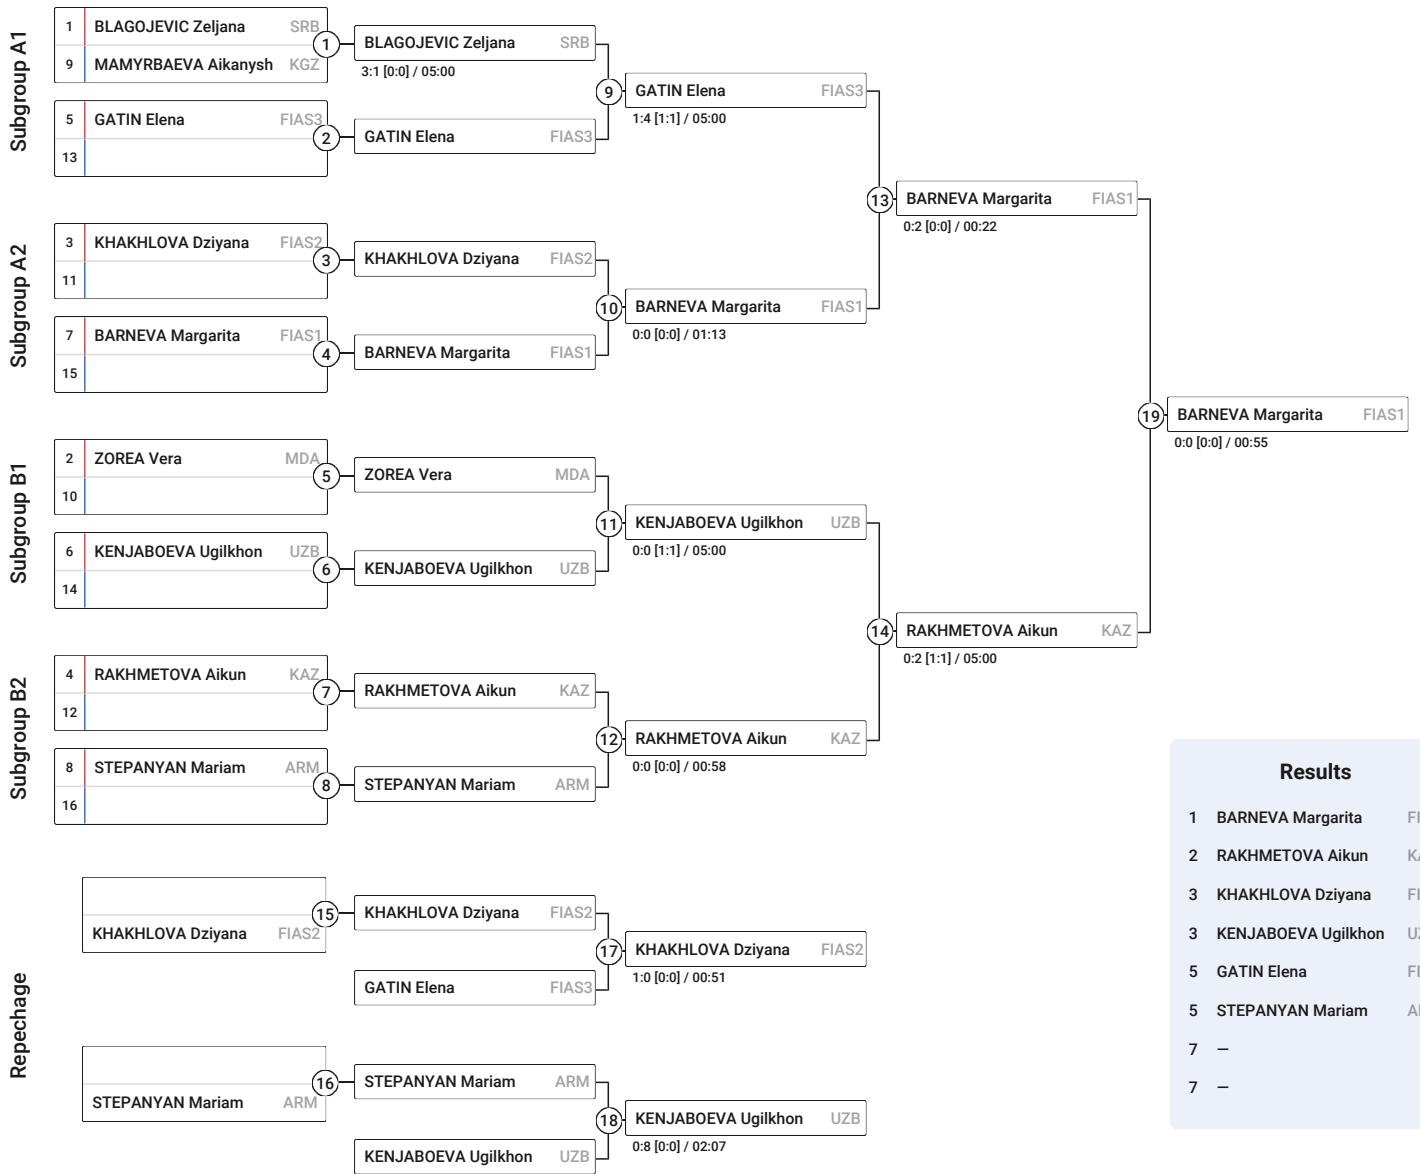 Subgroup A1
1 BLAGOJEVIC Zeljana SRB
9 MAMYRBAEVA Aikanysh KGZ
1
BLAGOJEVIC Zeljana SRB
3:1 [0:0] / 05:00
5 GATIN Elena FIAS3
13
2
GATIN Elena FIAS3
9
GATIN Elena FIAS3
1:4 [1:1] / 05:00
Subgroup A2
3 KHAKHLOVA Dziyana FIAS2
11
3
KHAKHLOVA Dziyana FIAS2
7 BARNEVA Margarita FIAS1
15
4
BARNEVA Margarita FIAS1
10
BARNEVA Margarita FIAS1
0:0 [0:0] / 01:13
13
BARNEVA Margarita FIAS1
0:2 [0:0] / 00:22
Subgroup B1
2 ZOREA Vera MDA
10
5
ZOREA Vera MDA
6 KENJABOEVA Ugilkhon UZB
14
6
KENJABOEVA Ugilkhon UZB
11
KENJABOEVA Ugilkhon UZB
0:0 [1:1] / 05:00
Subgroup B2
4 RAKHMETOVA Aikun KAZ
12
7
RAKHMETOVA Aikun KAZ
8 STEPANYAN Mariam ARM
16
8
STEPANYAN Mariam ARM
12
RAKHMETOVA Aikun KAZ
0:0 [0:0] / 00:58
14
RAKHMETOVA Aikun KAZ
0:2 [1:1] / 05:00
19
BARNEVA Margarita FIAS1
0:0 [0:0] / 00:55
Repechage
KHAKHLOVA Dziyana FIAS2
15
KHAKHLOVA Dziyana FIAS2
GATIN Elena FIAS3
17
KHAKHLOVA Dziyana FIAS2
1:0 [0:0] / 00:51
STEPANYAN Mariam ARM
16
STEPANYAN Mariam ARM
KENJABOEVA Ugilkhon UZB
18
KENJABOEVA Ugilkhon UZB
0:8 [0:0] / 02:07
Results
1 BARNEVA Margarita
2 RAKHMETOVA Aikun
3 KHAKHLOVA Dziyana
3 KENJABOEVA Ugilkhon
5 GATIN Elena
5 STEPANYAN Mariam
7 –
7 –